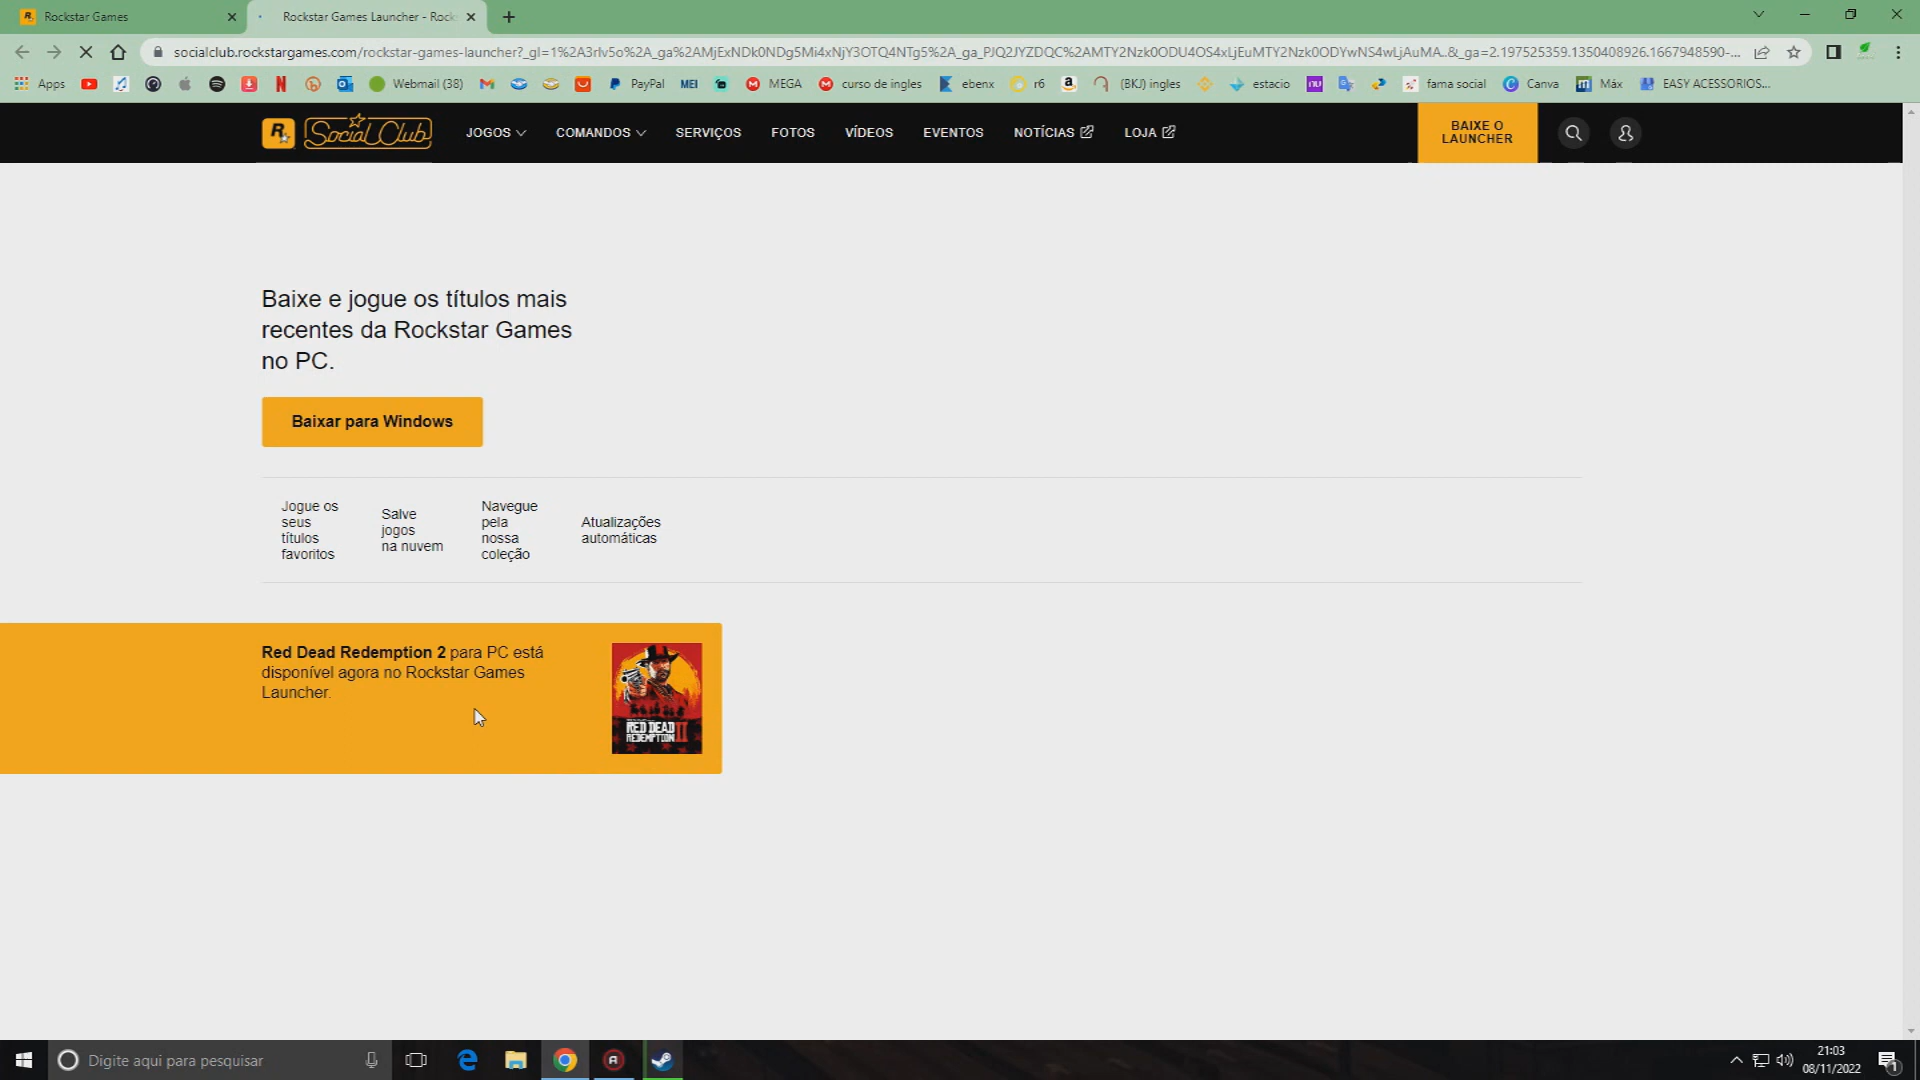 Rockstar Games
Rockstar Games Launcher - Rock
socialclub.rockstargames.com/rockstar-games-launcher?_gl=1%2A3rlv5o%2A_ga%2AMjExNDk0NDg5Mi4xNjY3OTQ4NTg5%2A_ga_PJQ2JYZDQC%2AMTY2Nzk0ODU4OS4xLjEuMTY2Nzk0ODYwNS4wLjAuMA..&_ga=2.197525359.1350408926.1667948590-...
Apps
Webmail (38)
PayPal
MEI
MEGA
curso de ingles
ebenx
r6
(BKJ) ingles
estacio
fama social
Canva
Máx
EASY ACESSORIOS...
R
Social Club
JOGOS
COMANDOS
SERVIÇOS
FOTOS
VÍDEOS
EVENTOS
NOTÍCIAS
LOJA
BAIXE O
LAUNCHER
Baixe e jogue os títulos mais
recentes da Rockstar Games
no PC.
Baixar para Windows
Jogue os
seus
títulos
favoritos
Salve
jogos
na nuvem
Navegue
pela
nossa
coleção
Atualizações
automáticas
Red Dead Redemption 2 para PC está
disponível agora no Rockstar Games
Launcher.
RED DEAD
REDEMPTION II
Digite aqui para pesquisar
21:03
08/11/2022
1